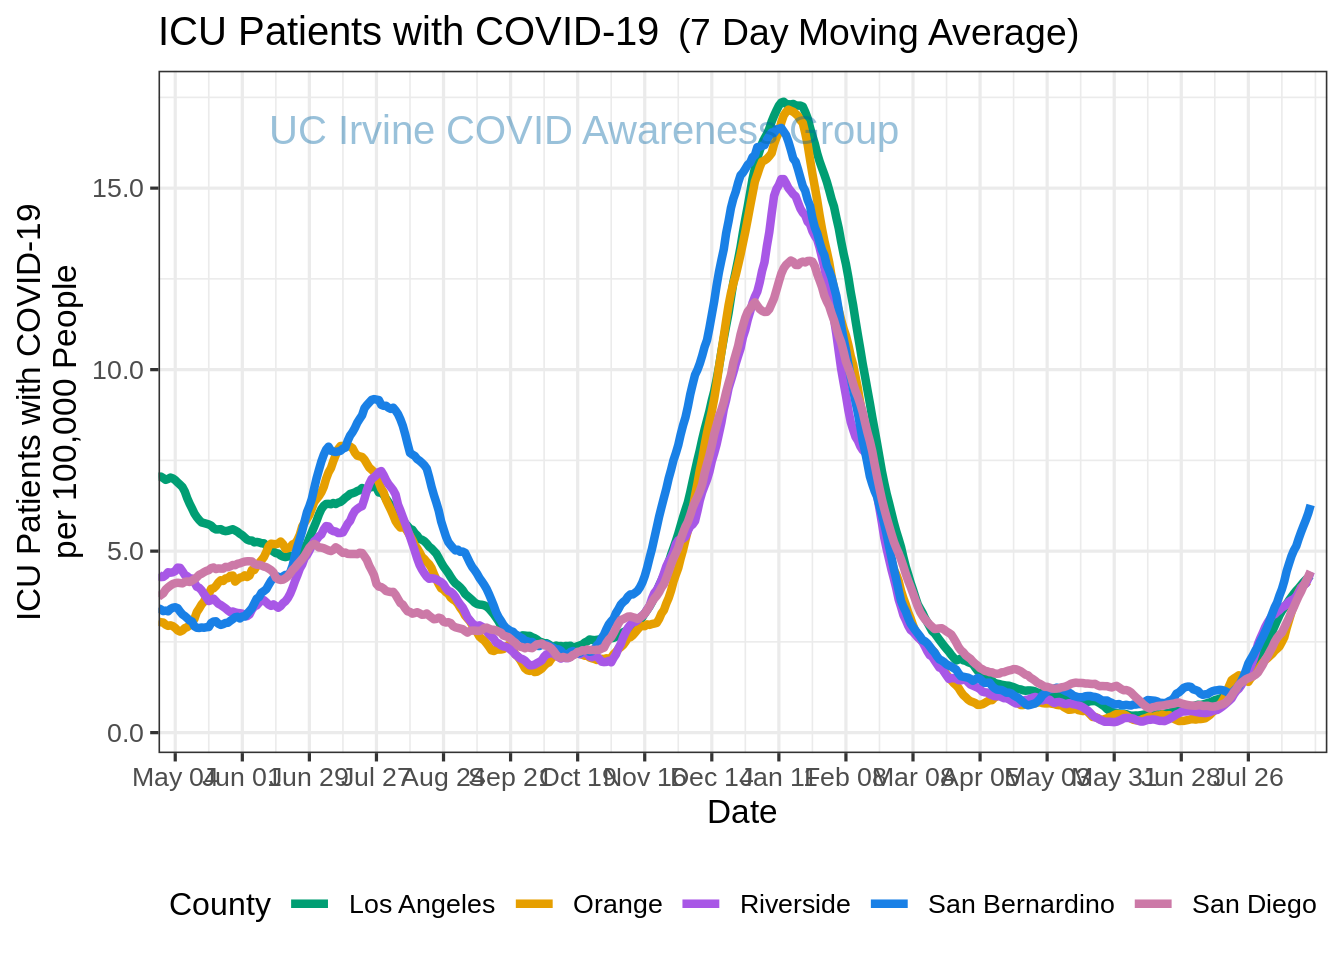 ICU Patients with COVID-19 (7 Day Moving Average)
UC Irvine COVID Awareness Group
ICU Patients with COVID-19
per 100,000 People
15.0
10.0
5.0
0.0
May 04 Jun 01 Jun 29 Jul 27 Aug 24 Sep 21 Oct 19 Nov 16 Dec 14 Jan 11 Feb 08 Mar 08 Apr 05 May 03 May 31 Jun 28 Jul 26
Date
County Los Angeles Orange Riverside San Bernardino San Diego